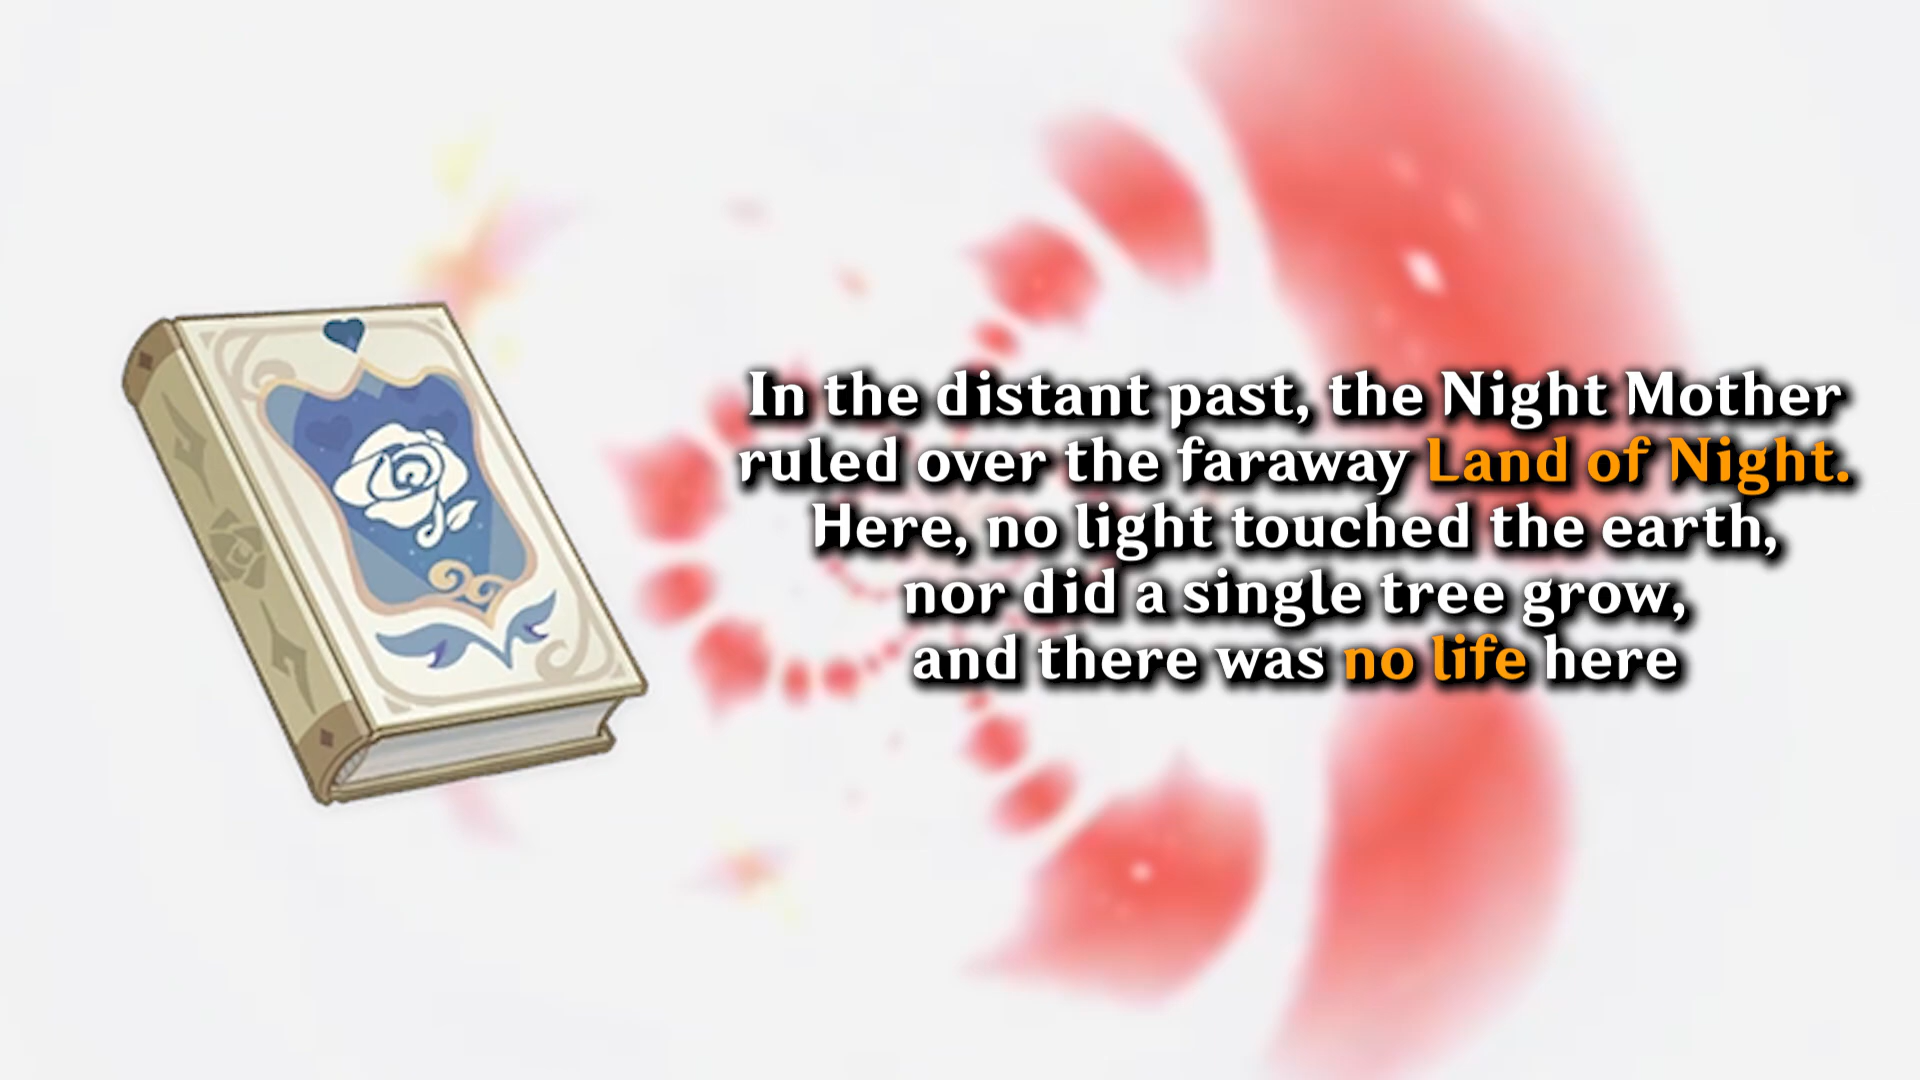 In the distant past, the Night Mother
ruled over the faraway Land of Night.
Here, no light touched the earth,
nor did a single tree grow,
and there was no life here